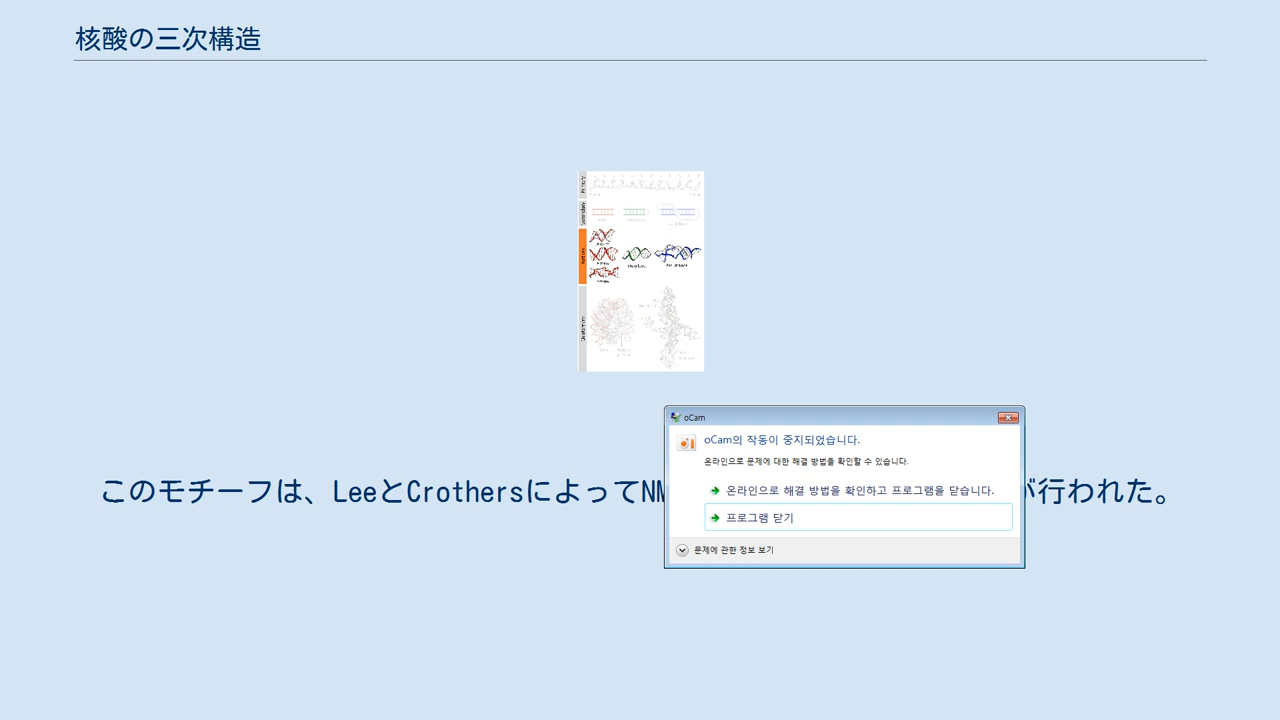 核酸の三次構造
Primary
Secondary
Tertiary
Quaternary
oCam
oCam의 작동이 중지되었습니다.
온라인으로 문제에 대한 해결 방법을 확인할 수 있습니다.
온라인으로 해결 방법을 확인하고 프로그램을 닫습니다.
このモチーフは、LeeとCrothersによってNM
が行われた。
프로그램 닫기
문제에 관한 정보 보기